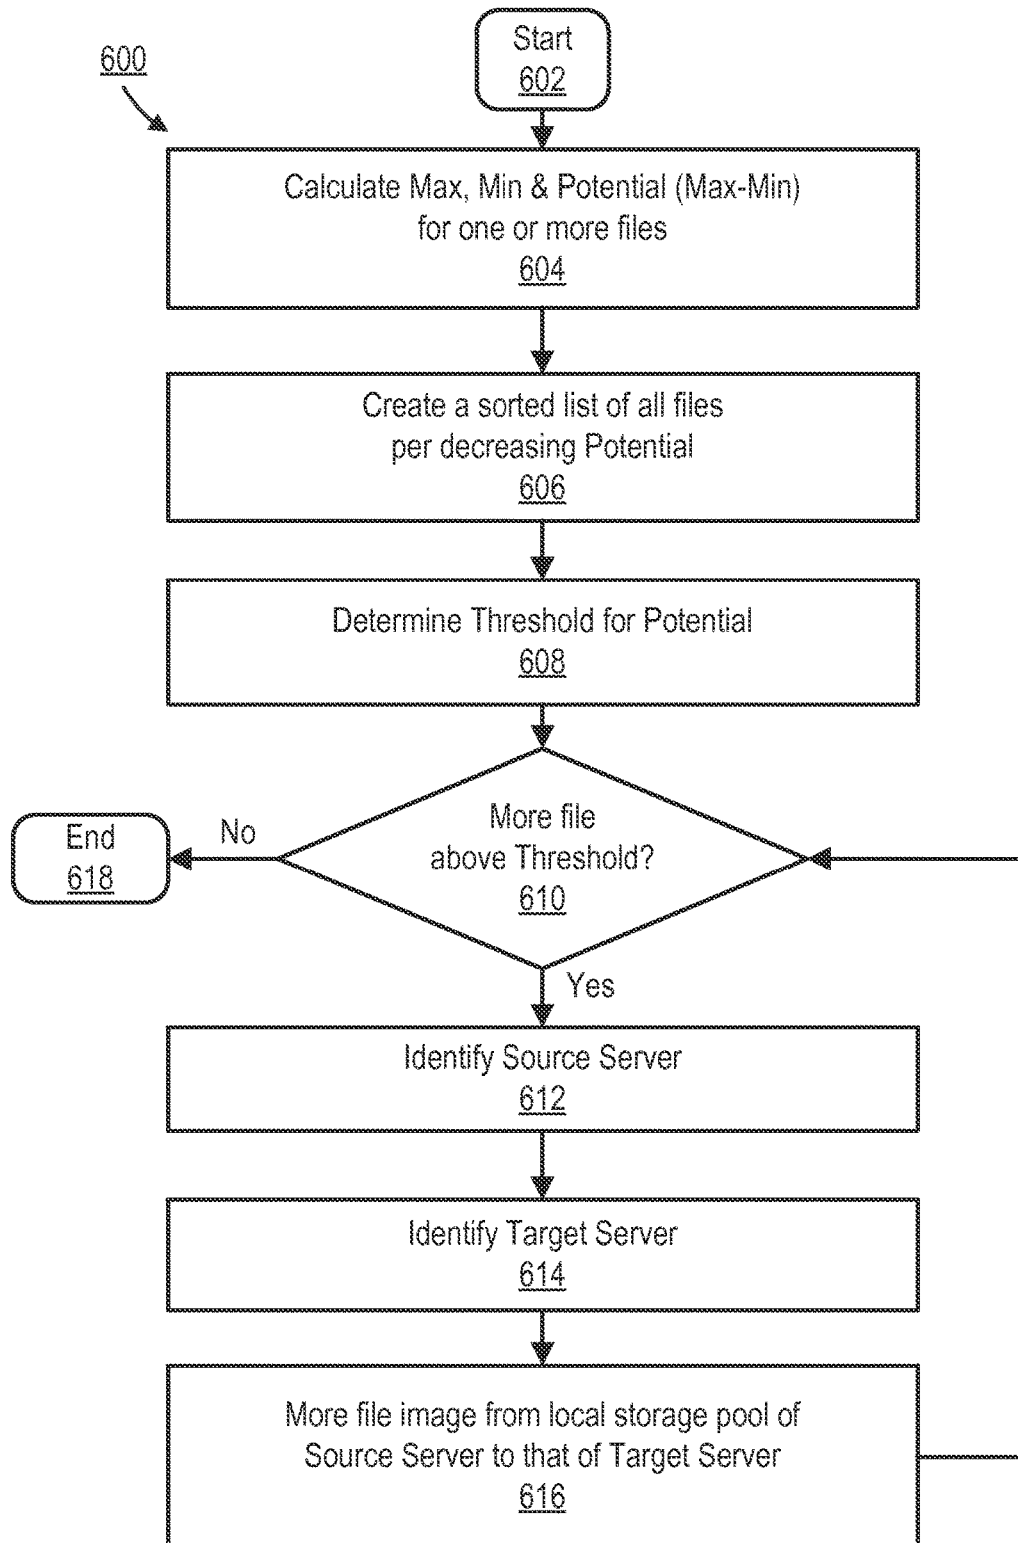 600
Start
602
Calculate Max, Min & Potential (Max-Min)
for one or more files
604
Create a sorted list of all files
per decreasing Potential
606
Determine Threshold for Potential
608
More file
above Threshold?
610
No
End
618
Yes
Identify Source Server
612
Identify Target Server
614
More file image from local storage pool of
Source Server to that of Target Server
616